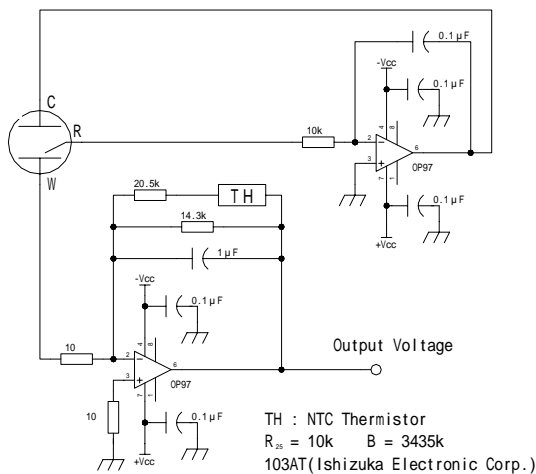 0.1μF
-Vcc
C
0.1μF
R
10k
4
8
2
6
3
OP97
7
1
W
20.5k
TH
0.1μF
14.3k
+Vcc
1μF
-Vcc
0.1μF
Output Voltage
10
4
8
2
6
3
OP97
7
1
10
0.1μF
+Vcc
TH : NTC Thermistor
R25 = 10k B = 3435k
103AT(Ishizuka Electronic Corp.)